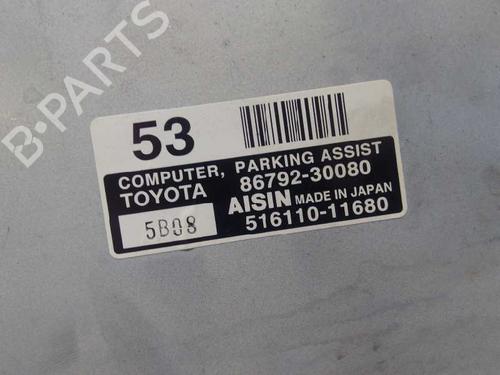 B-PARTS
53
COMPUTER, PARKING ASSIST
TOYOTA 86792-30080
5B08 AISIN MADE IN JAPAN
516110-11680